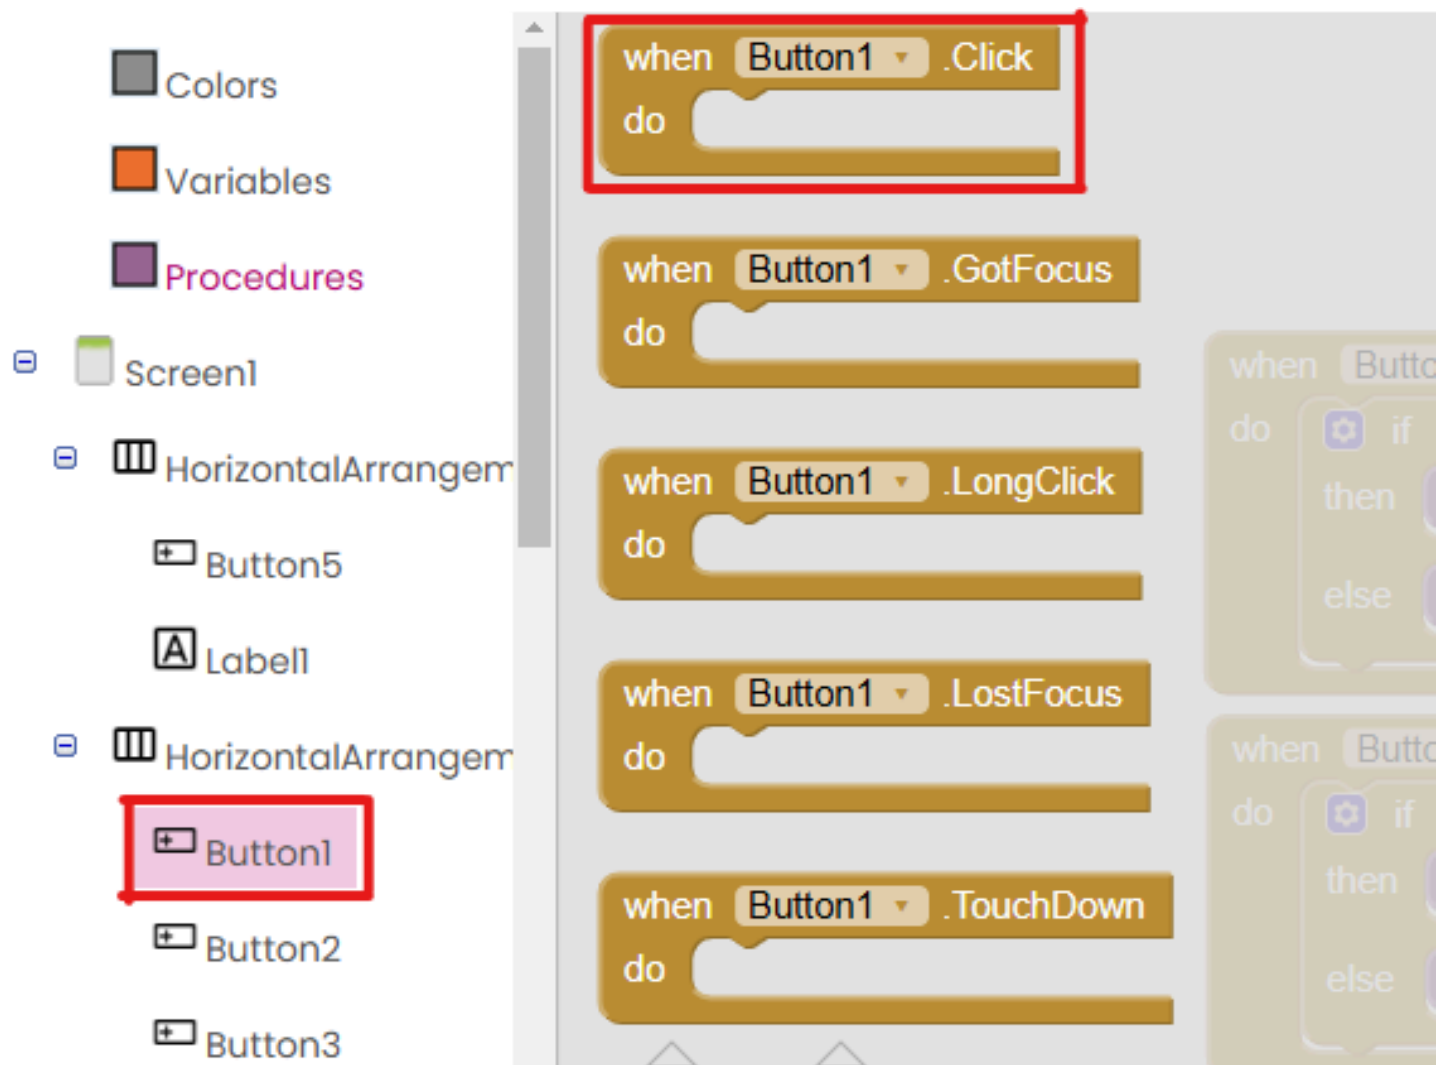 Colors
Variables
Procedures
Screen1
HorizontalArrangem
Button5
Label1
HorizontalArrangem
Button1
Button2
Button3
when Button1 .Click
do
when Button1 .GotFocus
do
when Button1 .LongClick
do
when Button1 .LostFocus
do
when Button1 .TouchDown
do
when Butto
do if
then
else
when Butto
do if
then
else